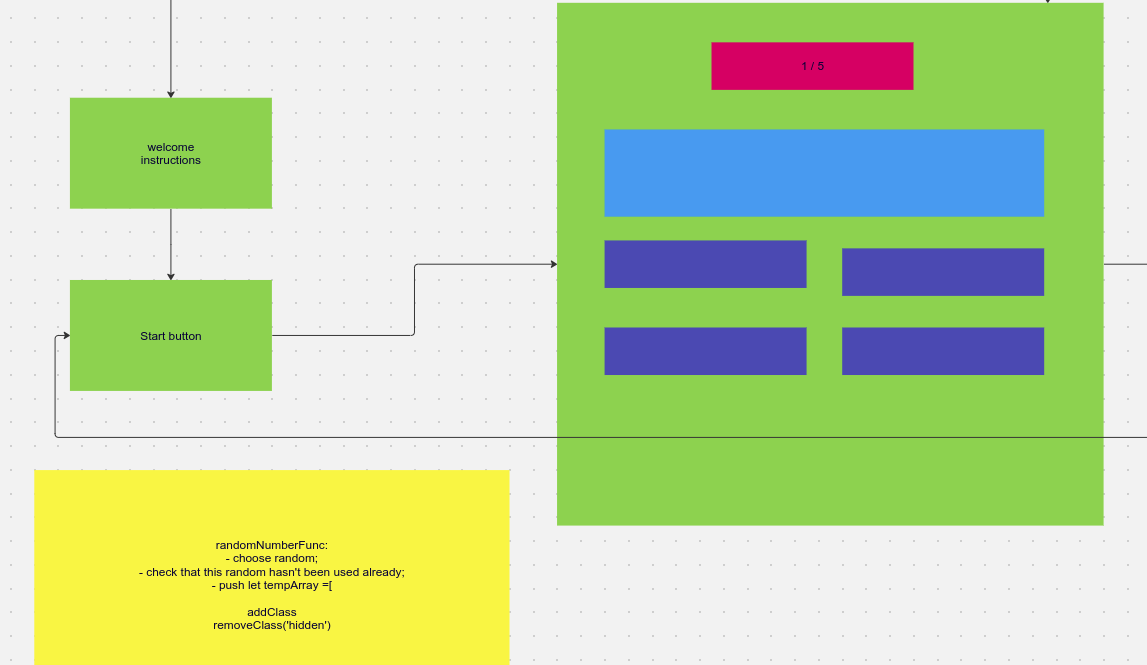 welcome
instructions
Start button
1 / 5
randomNumberFunc:
- choose random;
- check that this random hasn't been used already;
- push let tempArray =[
addClass
removeClass('hidden')